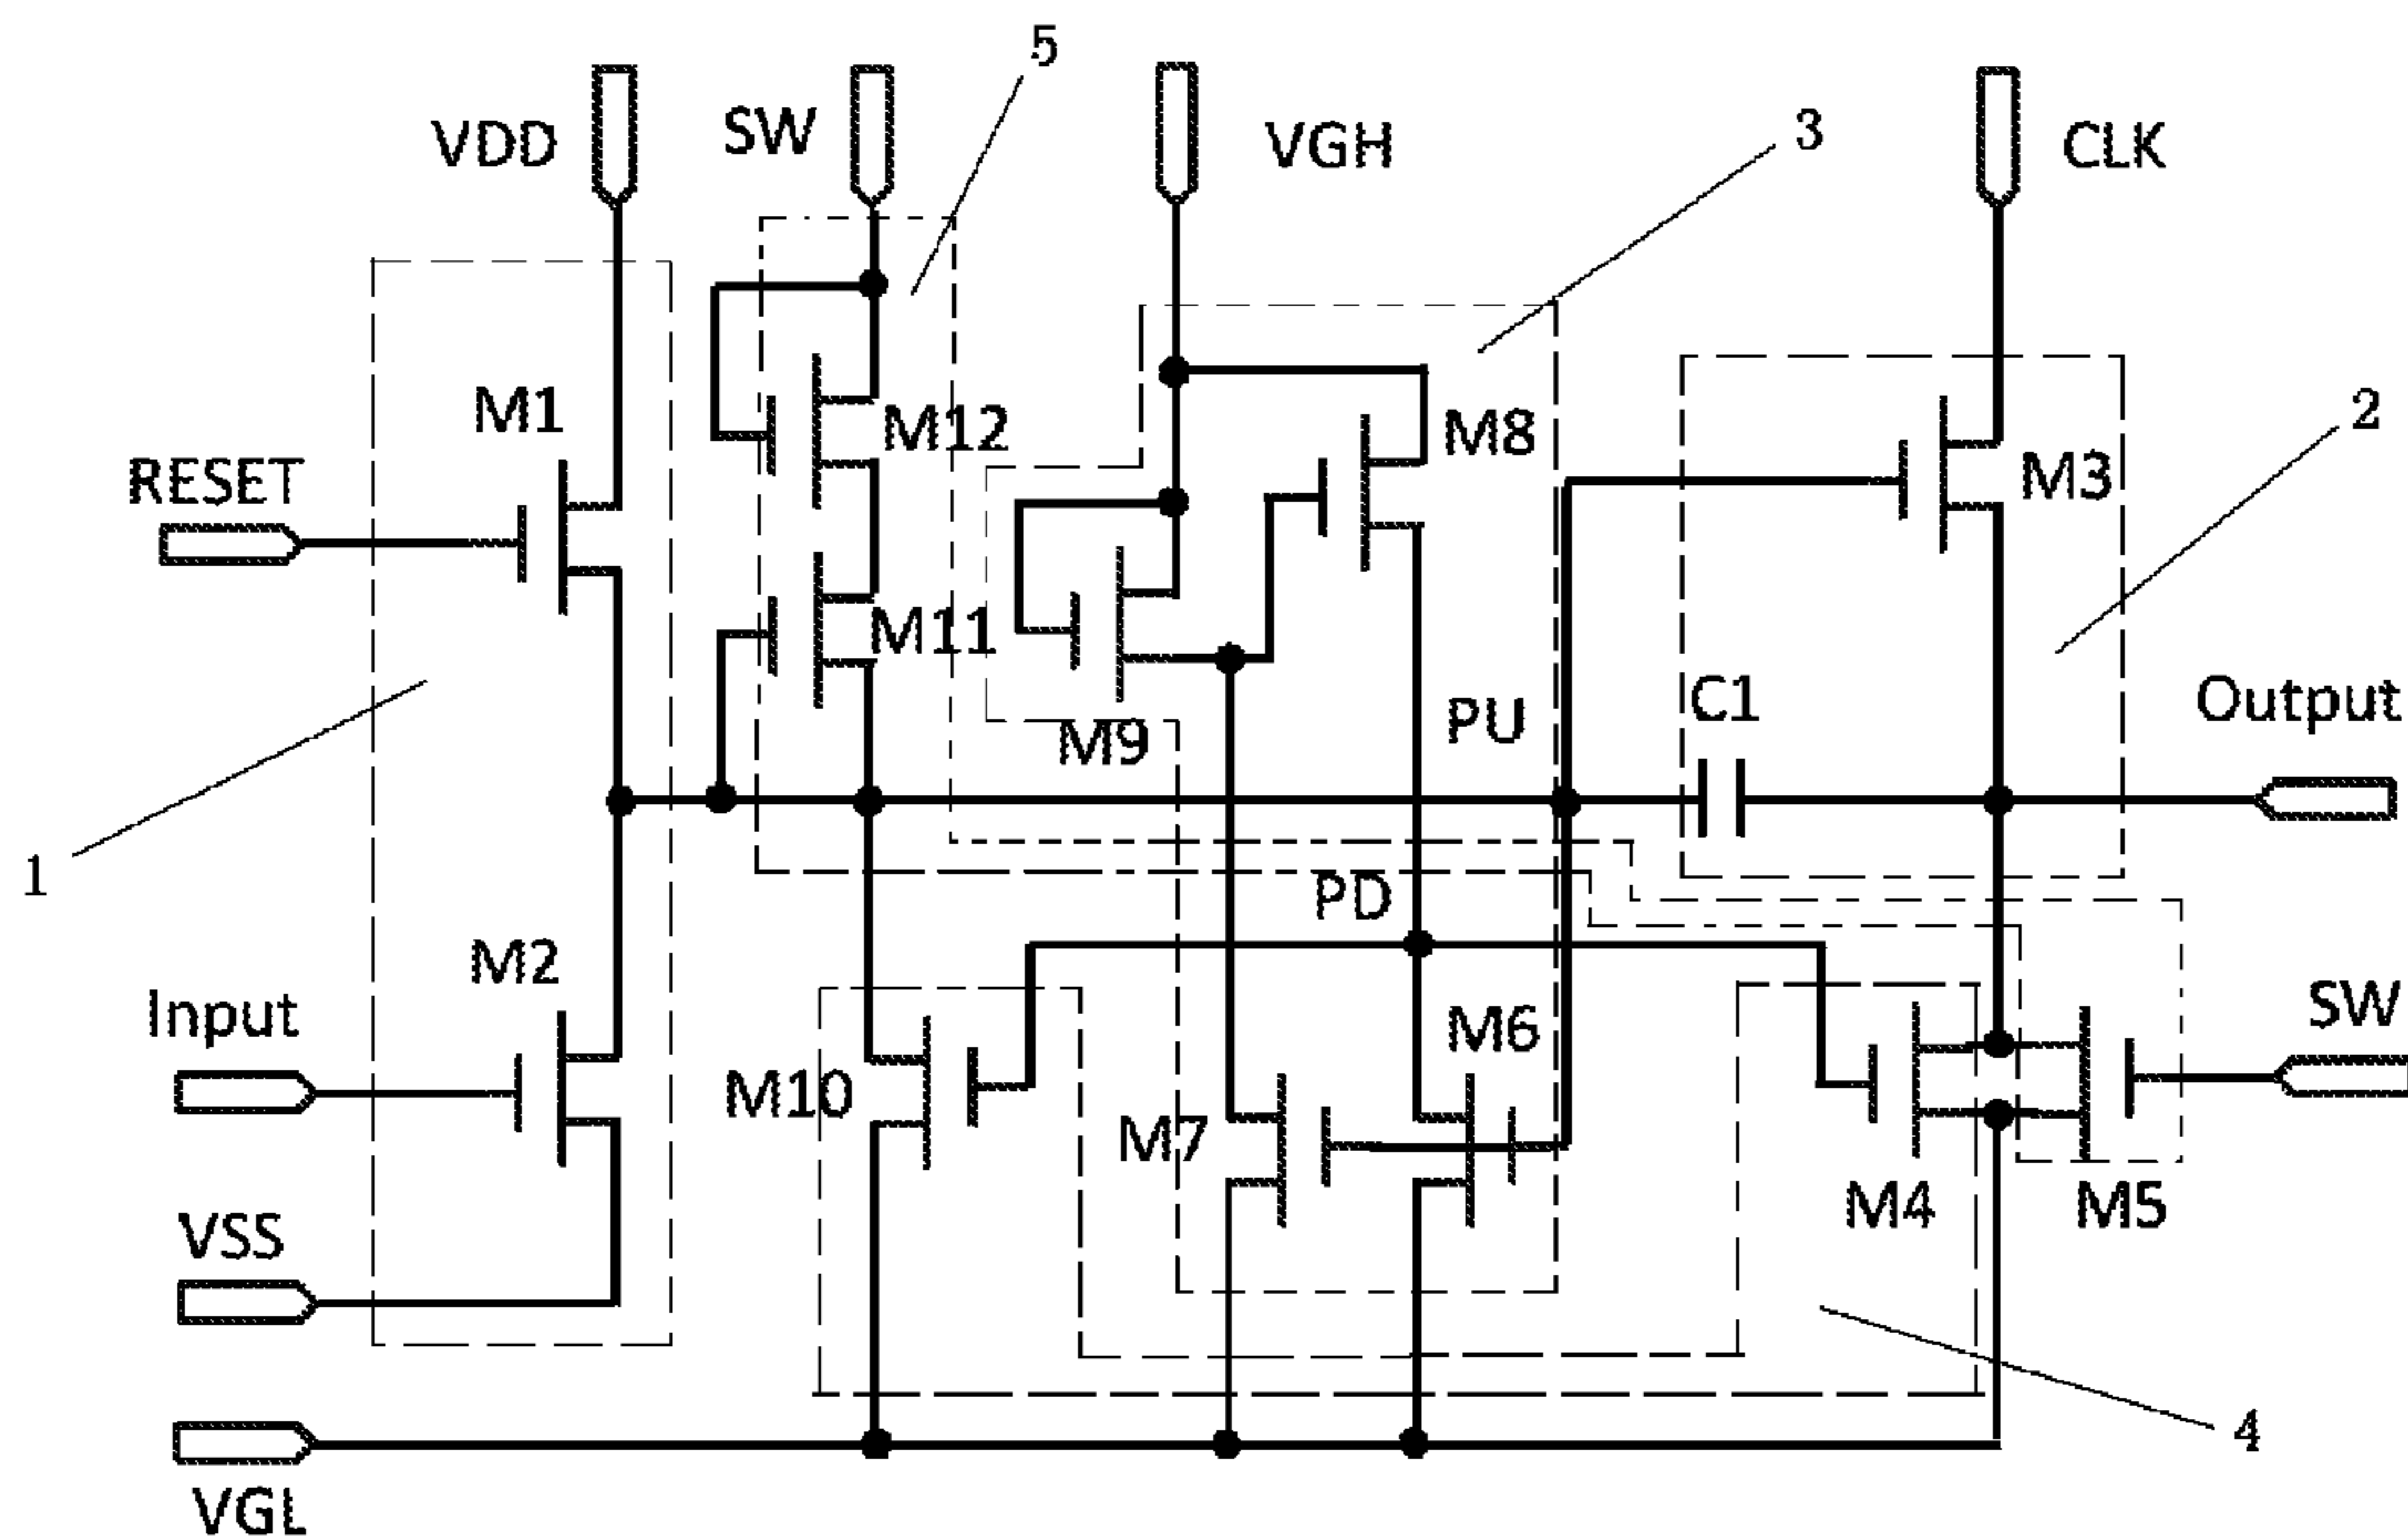 5
VDD
SW
VGH
3
CLK
M1
M12
M8
2
RESET
M3
M11
PU
C1
Output
M9
1
PD
M2
Input
M6
SW
M10
M7
M4
M5
VSS
4
VGL